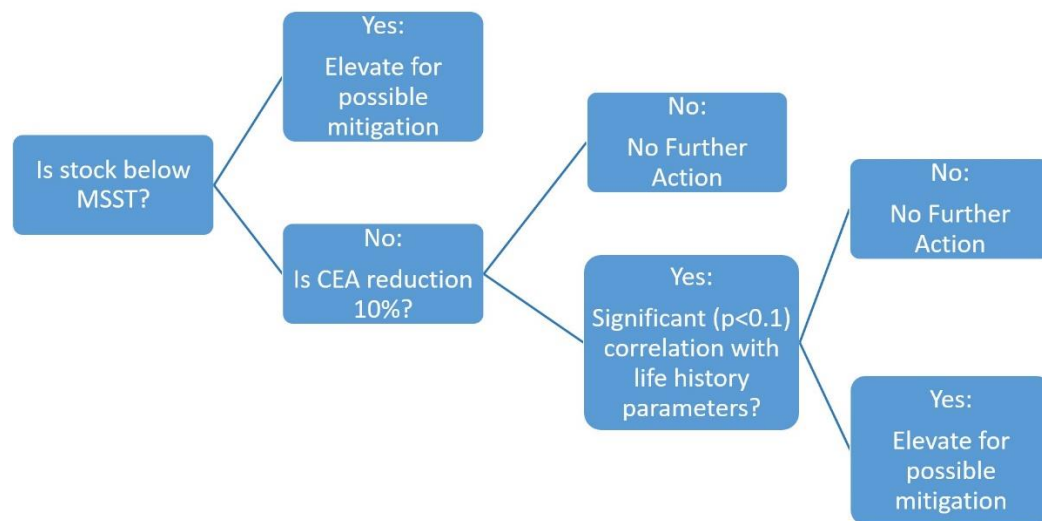 Is stock below
MSST?
Yes:
Elevate for
possible
mitigation
No:
Is CEA reduction
10%?
No:
No Further
Action
Yes:
Significant (p<0.1)
correlation with
life history
parameters?
No:
No Further
Action
Yes:
Elevate for
possible
mitigation